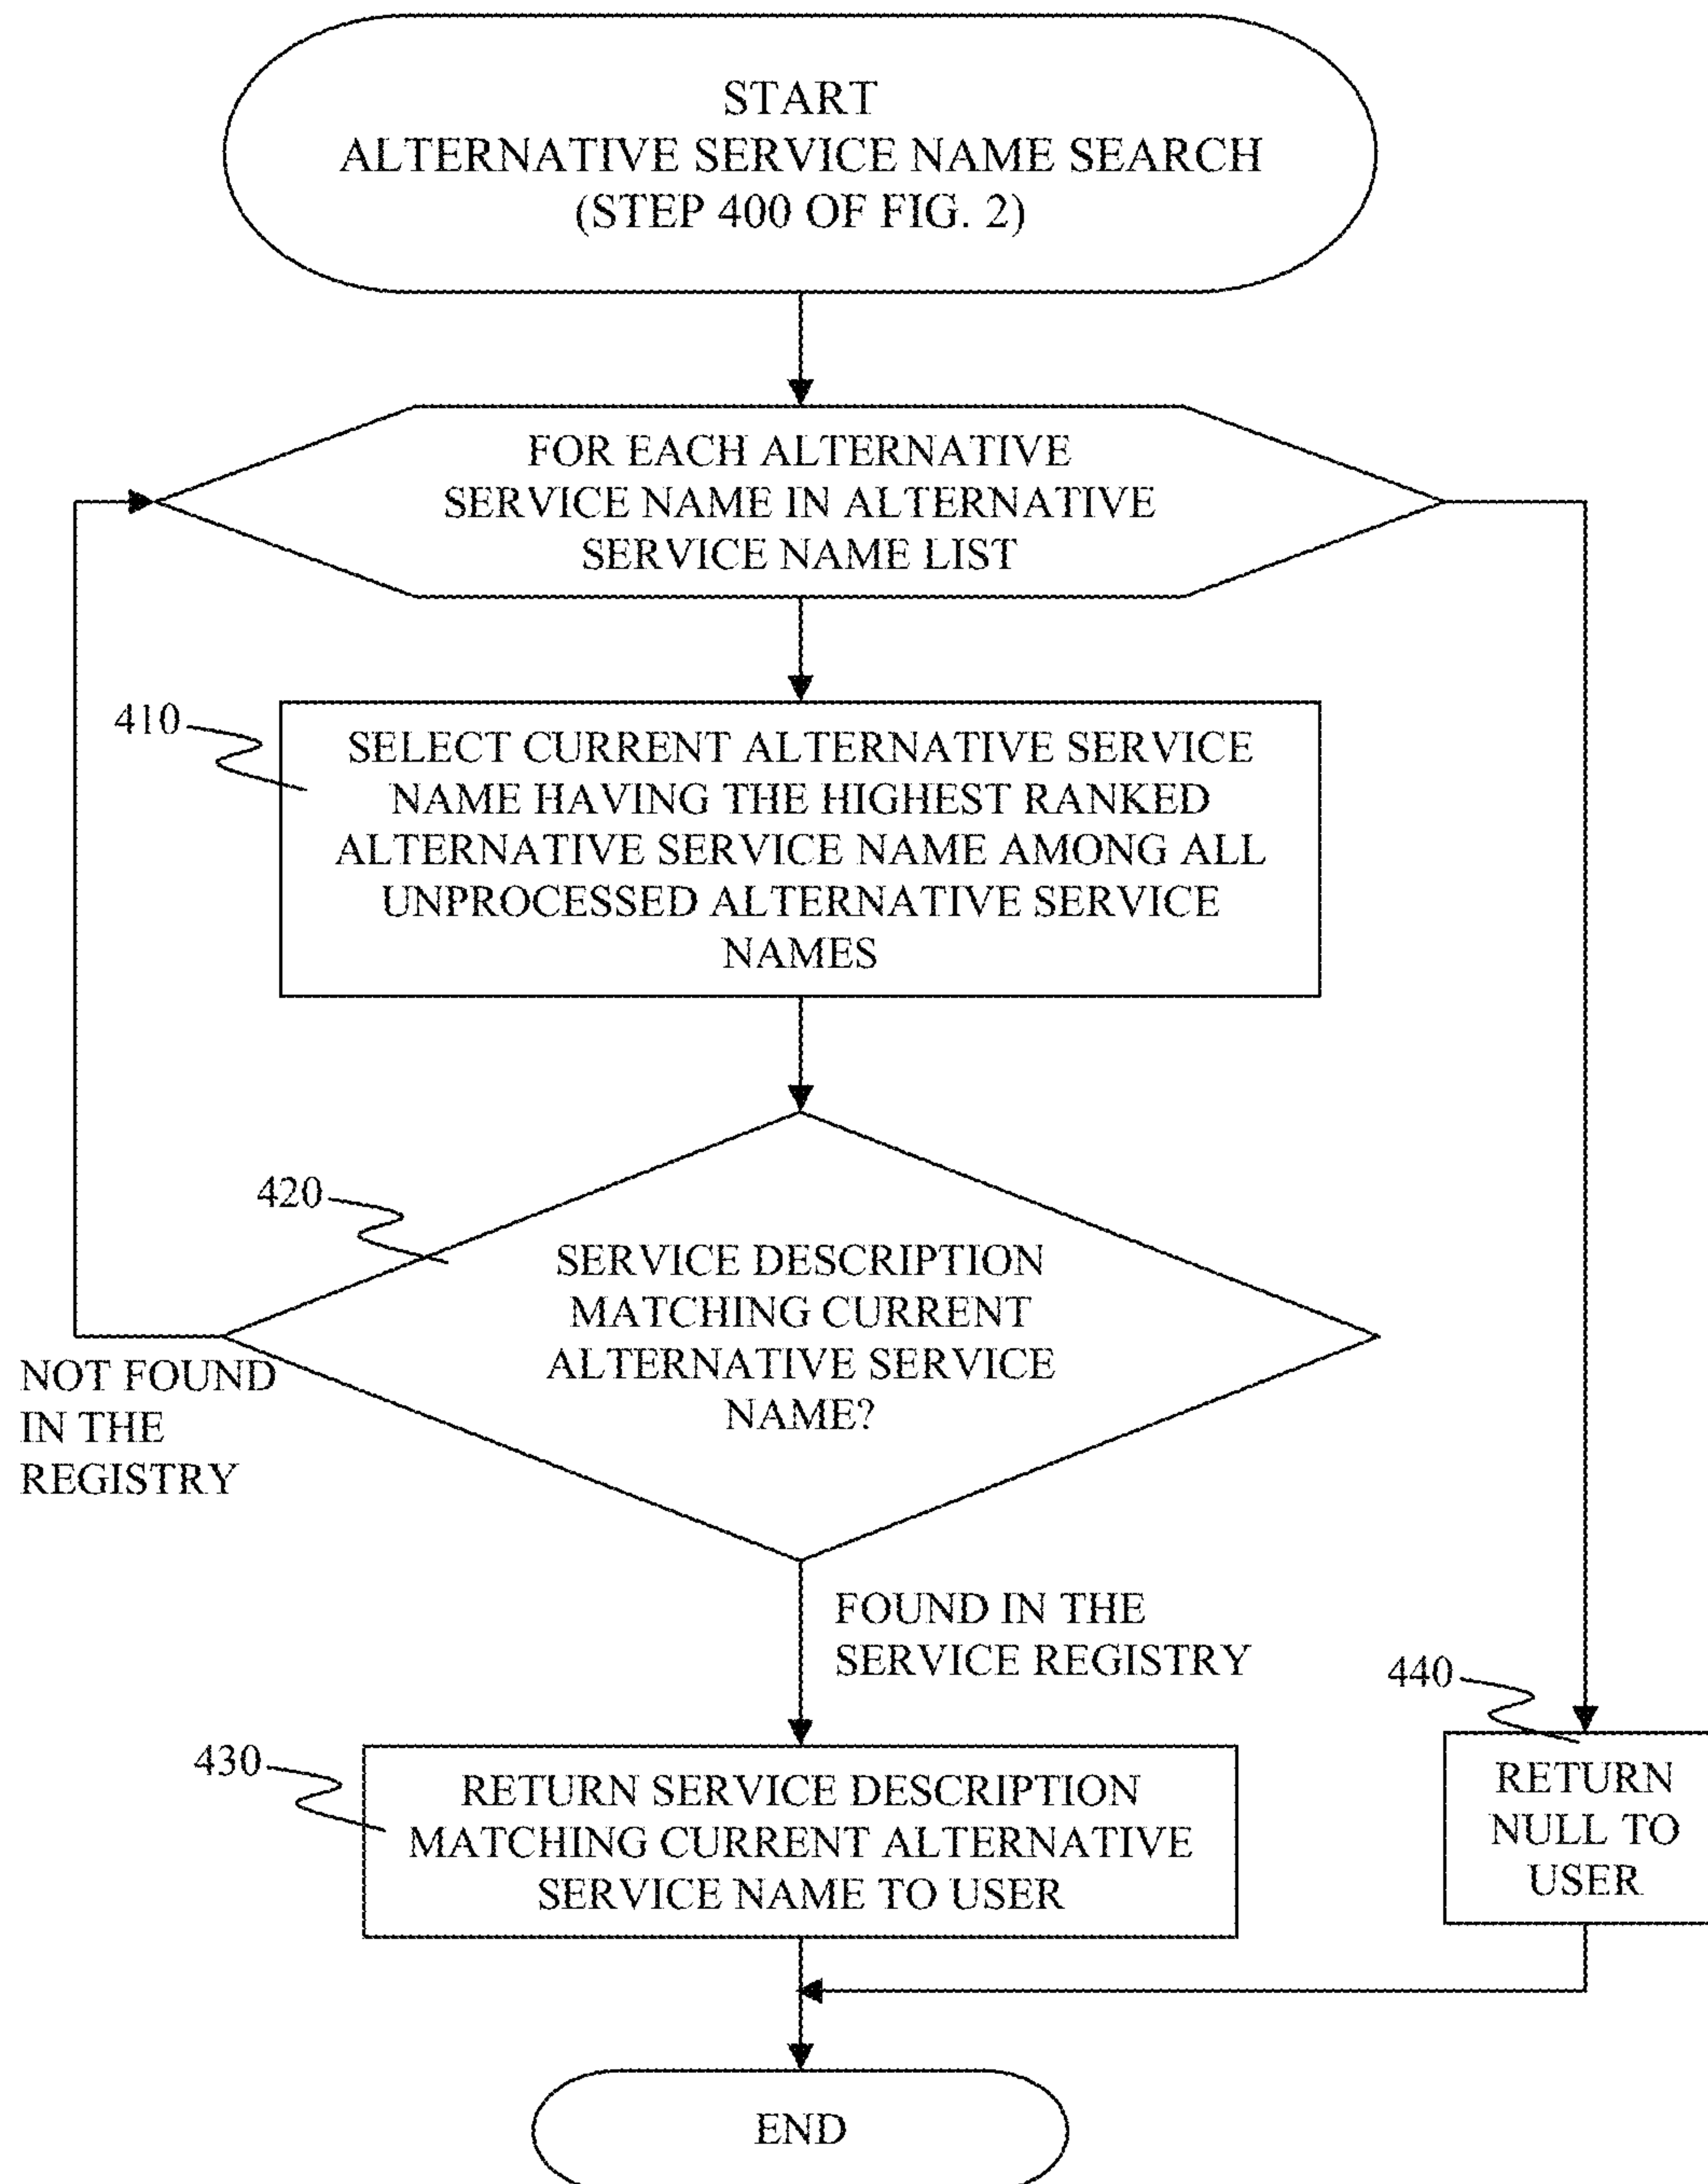 START
ALTERNATIVE SERVICE NAME SEARCH
(STEP 400 OF FIG. 2)
FOR EACH ALTERNATIVE
SERVICE NAME IN ALTERNATIVE
SERVICE NAME LIST
410
SELECT CURRENT ALTERNATIVE SERVICE
NAME HAVING THE HIGHEST RANKED
ALTERNATIVE SERVICE NAME AMONG ALL
UNPROCESSED ALTERNATIVE SERVICE
NAMES
420
SERVICE DESCRIPTION
MATCHING CURRENT
ALTERNATIVE SERVICE
NAME?
NOT FOUND
IN THE
REGISTRY
FOUND IN THE
SERVICE REGISTRY
430
RETURN SERVICE DESCRIPTION
MATCHING CURRENT ALTERNATIVE
SERVICE NAME TO USER
440
RETURN
NULL TO
USER
END